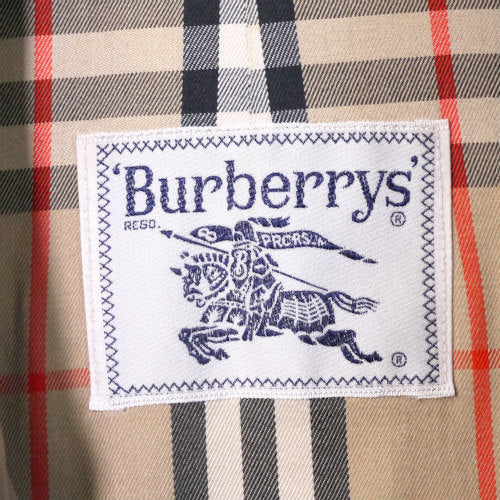 'Burberrys'
REGD.
®
PRORSUM
®